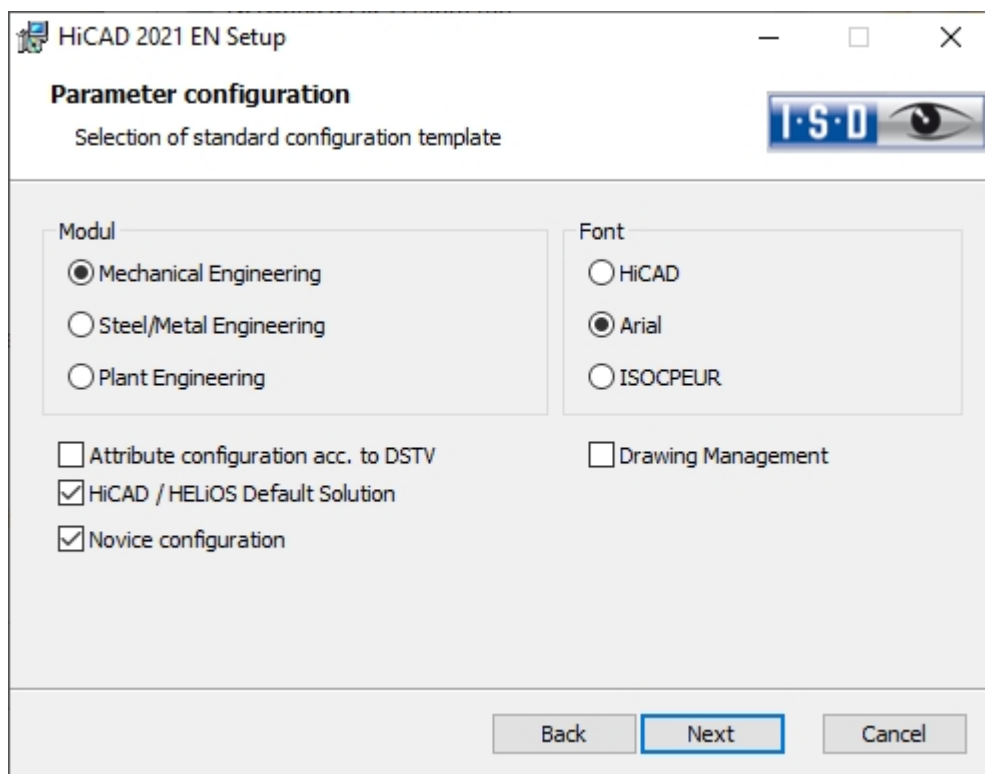 HiCAD 2021 EN Setup
Parameter configuration
Selection of standard configuration template
I·S·D
Modul
Mechanical Engineering
Steel/Metal Engineering
Plant Engineering
Font
HiCAD
Arial
ISOCPEUR
Attribute configuration acc. to DSTV
HiCAD / HELiOS Default Solution
Novice configuration
Drawing Management
Back
Next
Cancel